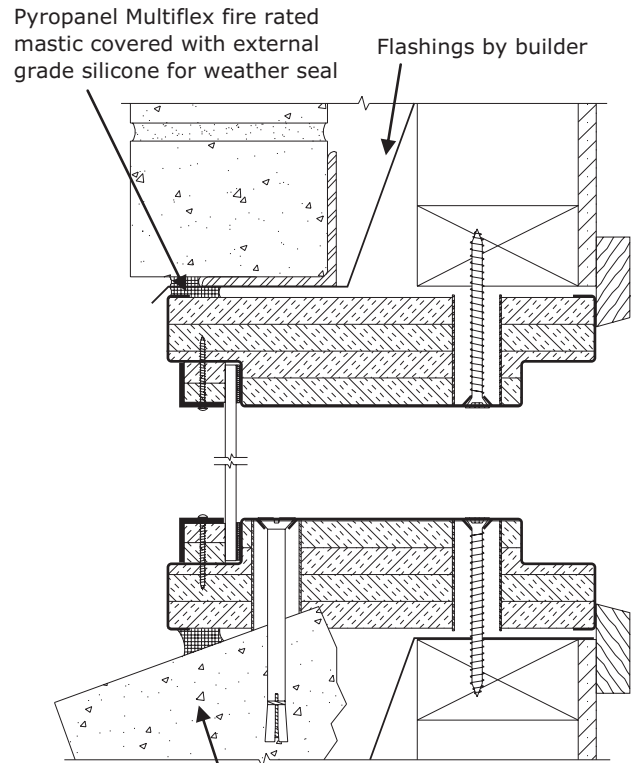 Pyropanel Multiflex fire rated
mastic covered with external
grade silicone for weather seal
Flashings by builder